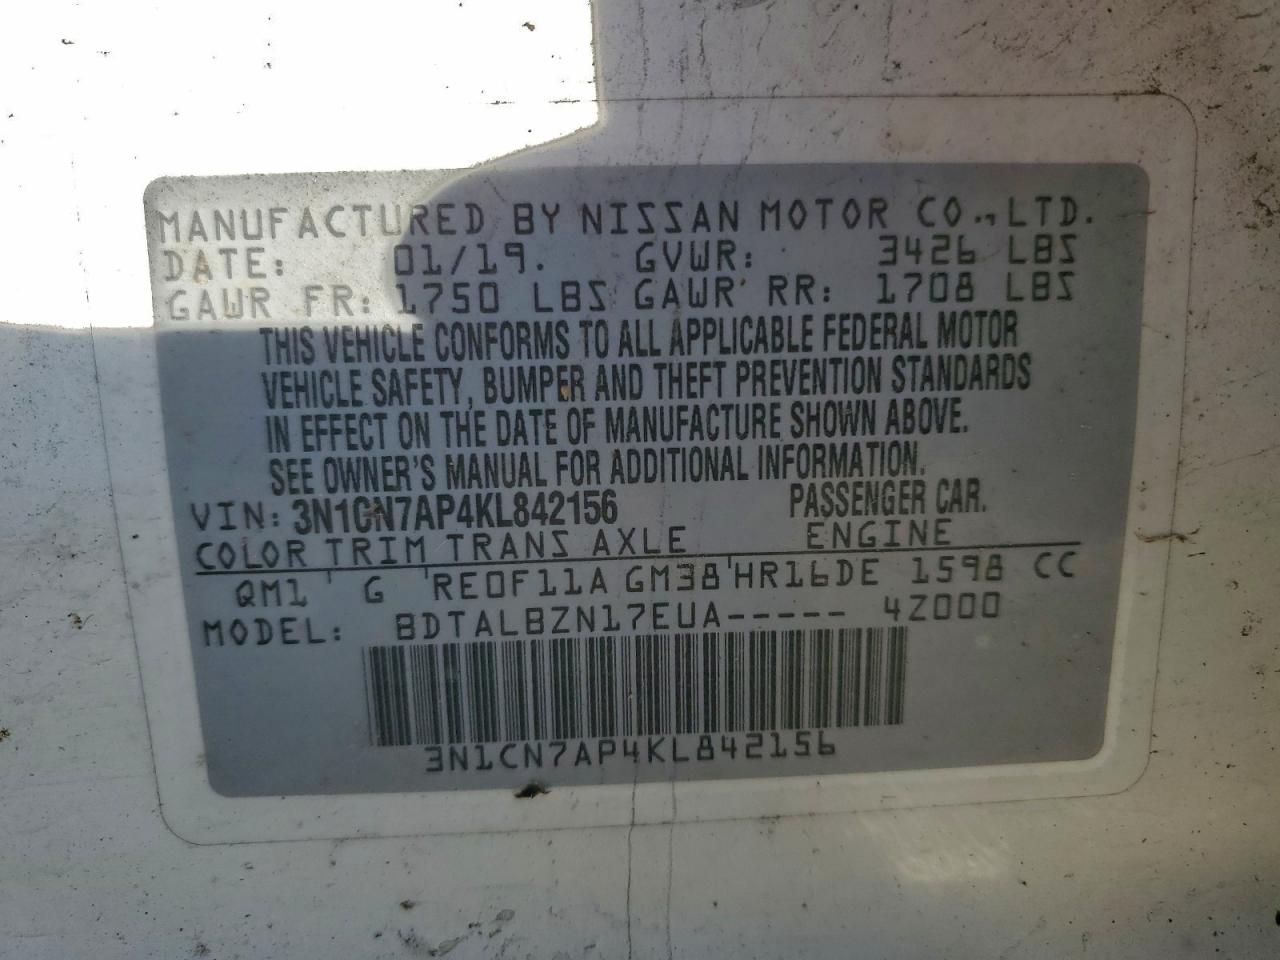 MANUFACTURED BY NISSAN MOTOR CO., LTD.
DATE: 01/19. GVWR: 3426 LBS
GAWR FR: 1750 LBS GAWR RR: 1708 LBS
THIS VEHICLE CONFORMS TO ALL APPLICABLE FEDERAL MOTOR
VEHICLE SAFETY, BUMPER AND THEFT PREVENTION STANDARDS
IN EFFECT ON THE DATE OF MANUFACTURE SHOWN ABOVE.
SEE OWNER'S MANUAL FOR ADDITIONAL INFORMATION.
VIN: 3N1CN7AP4KL842156 PASSENGER CAR.
COLOR TRIM TRANS AXLE ENGINE
QM1 ' G 'RE0F11A GM38'HR16DE 1598 CC
MODEL: BDTALBZN17EUA----- 4Z000
3N1CN7AP4KL842156